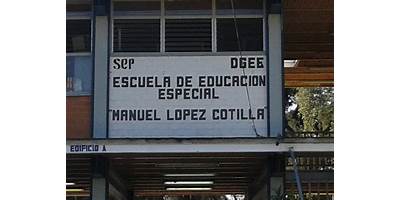 SEP DGEE
ESCUELA DE EDUCACION
ESPECIAL
"MANUEL LOPEZ COTILLA"
EDIFICIO A